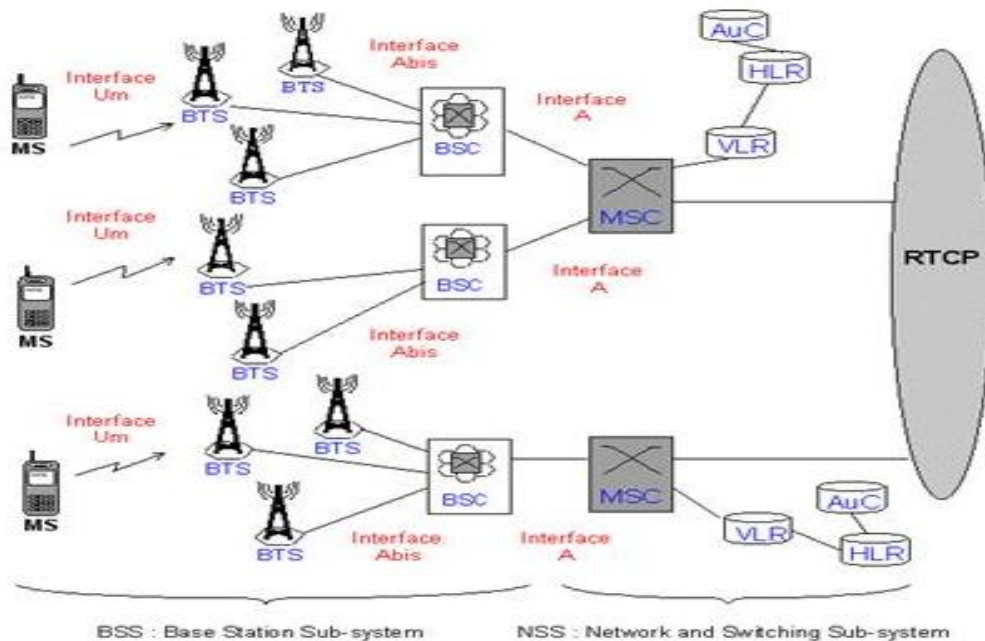 AuC
Interface
Abis
HLR
Interface
Um
BTS
BTS
Interface
A
MS
BSC
VLR
BTS
MSC
Interface
Um
RTCP
BSC
BTS
Interface
A
MS
Interface
Abis
BTS
Interface
Um
BTS
BTS
BSC
MSC
AuC
MS
VLR
HLR
BTS
Interface
Abis
Interface
A
BSS : Base Station Sub-system
NSS : Network and Switching Sub-system